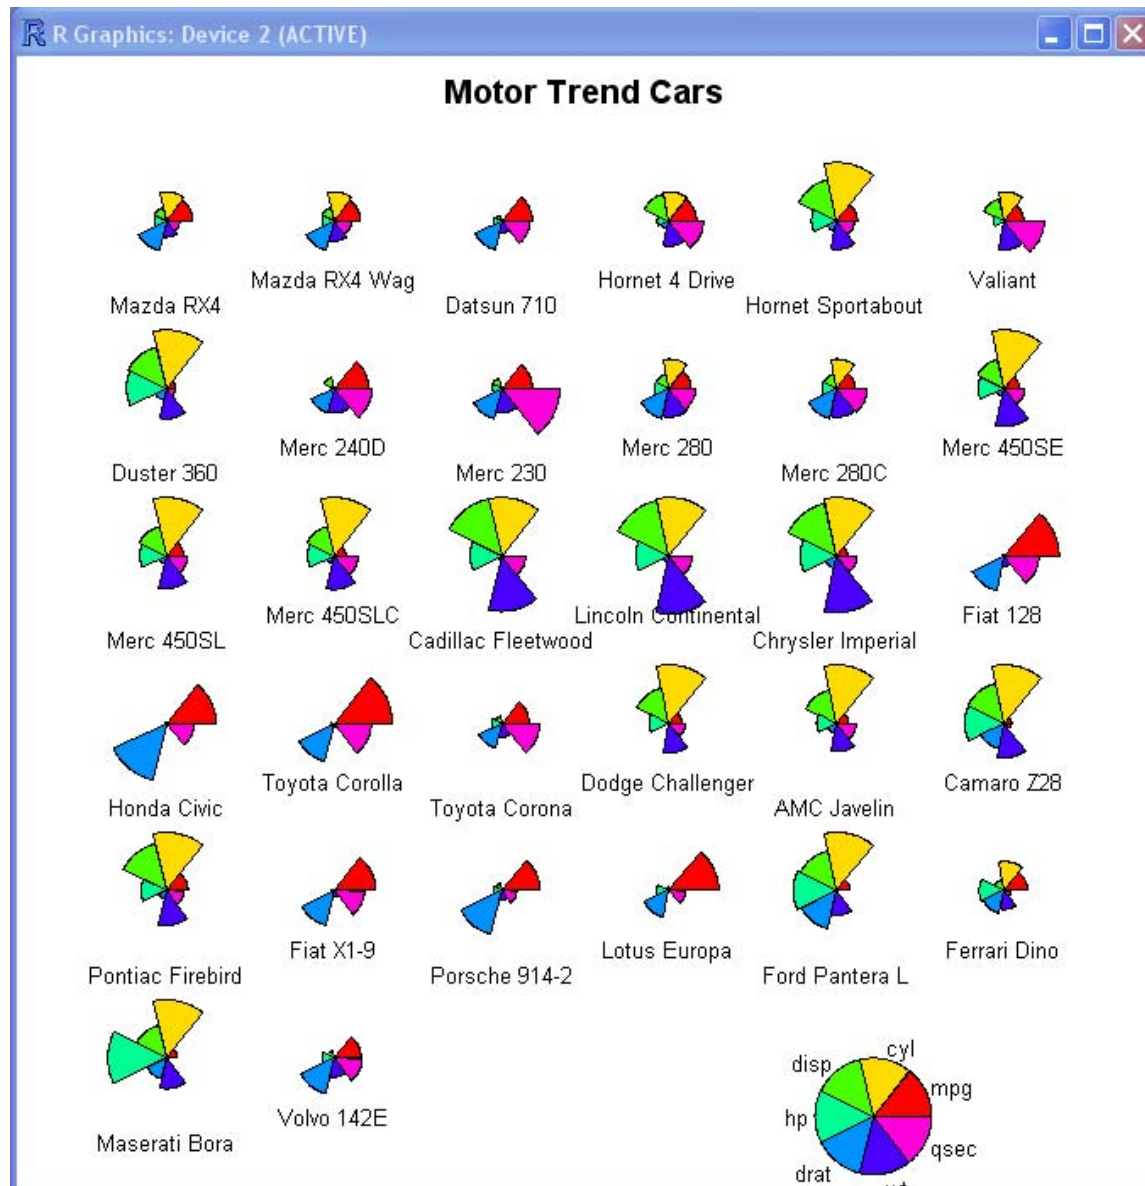 R Graphics: Device 2 (ACTIVE)
Motor Trend Cars
Mazda RX4
Mazda RX4 Wag
Datsun 710
Hornet 4 Drive
Hornet Sportabout
Valiant
Duster 360
Merc 240D
Merc 230
Merc 280
Merc 280C
Merc 450SE
Merc 450SL
Merc 450SLC
Cadillac Fleetwood
Lincoln Continental
Chrysler Imperial
Fiat 128
Honda Civic
Toyota Corolla
Toyota Corona
Dodge Challenger
AMC Javelin
Camaro Z28
Pontiac Firebird
Fiat X1-9
Porsche 914-2
Lotus Europa
Ford Pantera L
Ferrari Dino
Maserati Bora
Volvo 142E
cyl
disp
mpg
hp
qsec
drat